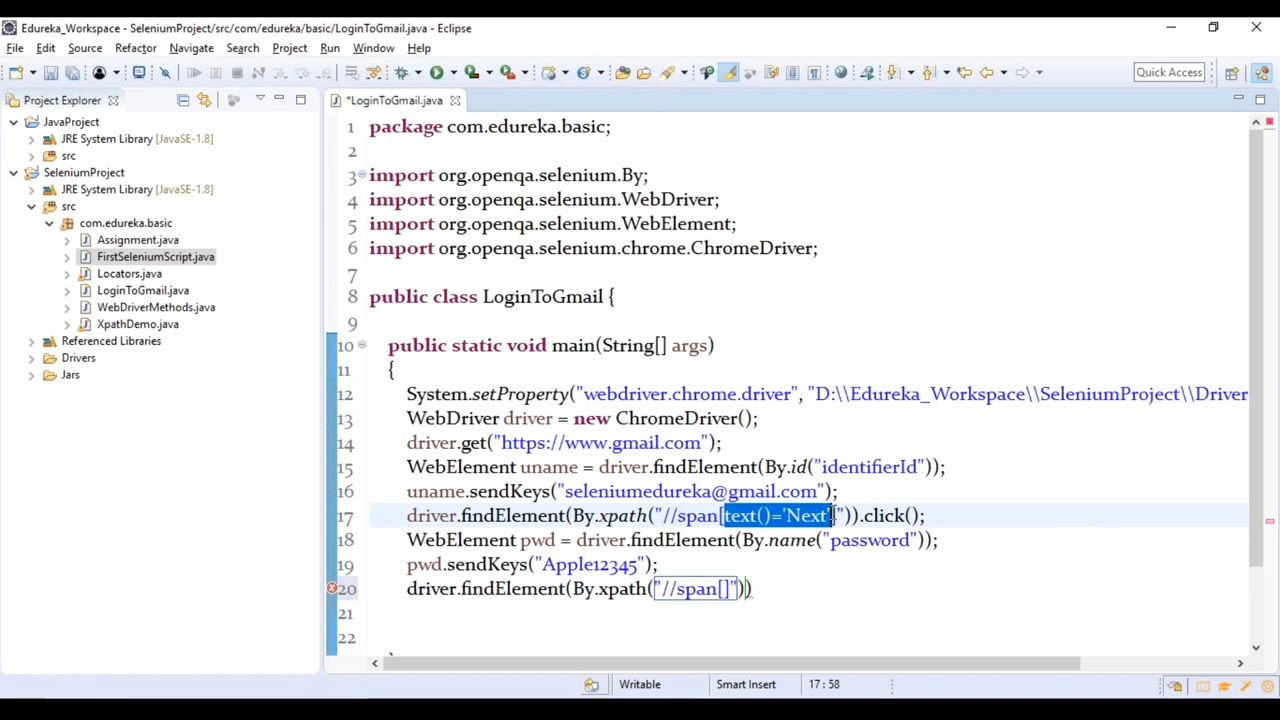 Edureka_Workspace - SeleniumProject/src/com/edureka/basic/LoginToGmail.java - Eclipse
File Edit Source Refactor Navigate Search Project Run Window Help
Quick Access
Project Explorer
*LoginToGmail.java
JavaProject
JRE System Library [JavaSE-1.8]
src
SeleniumProject
JRE System Library [JavaSE-1.8]
src
com.edureka.basic
Assignment.java
FirstSeleniumScript.java
Locators.java
LoginToGmail.java
WebDriverMethods.java
XpathDemo.java
Referenced Libraries
Drivers
Jars
1 package com.edureka.basic;
2
3 import org.openqa.selenium.By;
4 import org.openqa.selenium.WebDriver;
5 import org.openqa.selenium.WebElement;
6 import org.openqa.selenium.chrome.ChromeDriver;
7
8 public class LoginToGmail {
9
10 public static void main(String[] args)
11 {
12 System.setProperty("webdriver.chrome.driver", "D:\\Edureka_Workspace\\SeleniumProject\\Driver
13 WebDriver driver = new ChromeDriver();
14 driver.get("https://www.gmail.com");
15 WebElement uname = driver.findElement(By.id("identifierId"));
16 uname.sendKeys("seleniumedureka@gmail.com");
17 driver.findElement(By.xpath("//span[text()='Next']")).click();
18 WebElement pwd = driver.findElement(By.name("password"));
19 pwd.sendKeys("Apple12345");
20 driver.findElement(By.xpath("//span[]"))
21
22
Writable Smart Insert 17 : 58